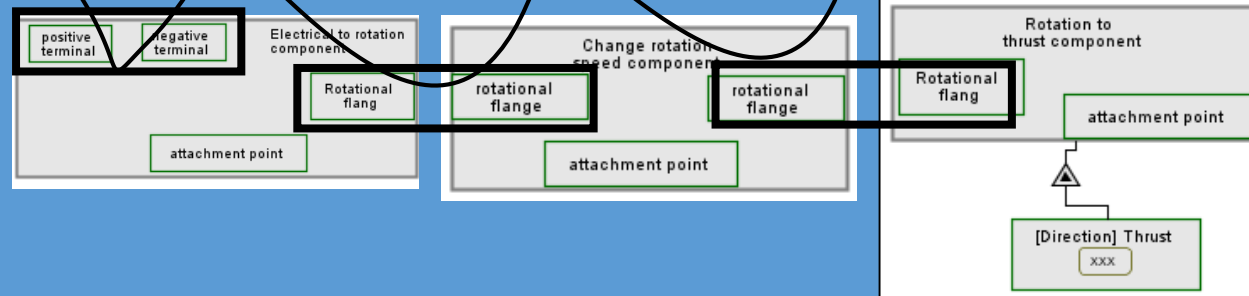 positive
terminal
negative
terminal
Electrical to rotation
component
Rotational
flang
attachment point
Change rotation
speed component
rotational
flange
rotational
flange
attachment point
Rotation to
thrust component
Rotational
flang
attachment point
[Direction] Thrust
xxx